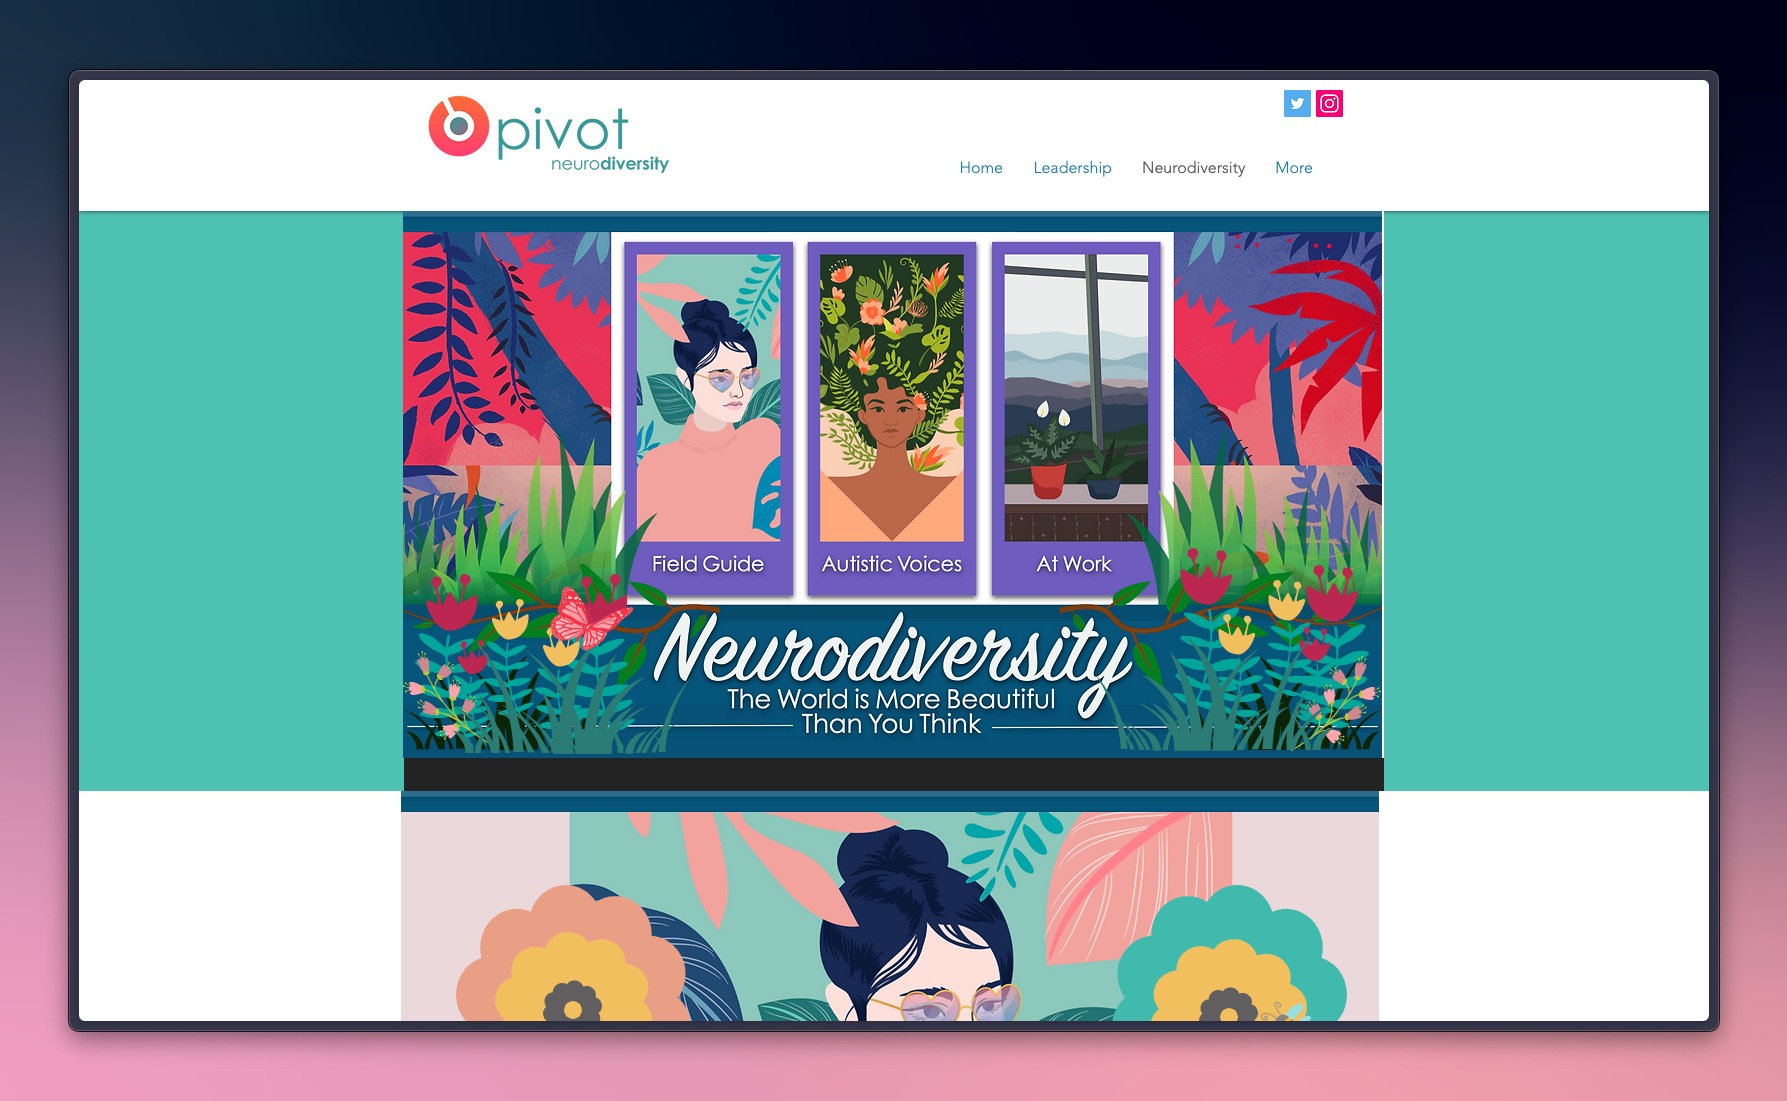 pivot
neurodiversity
Home Leadership Neurodiversity More
Field Guide Autistic Voices At Work
Neurodiversity
The World is More Beautiful
Than You Think